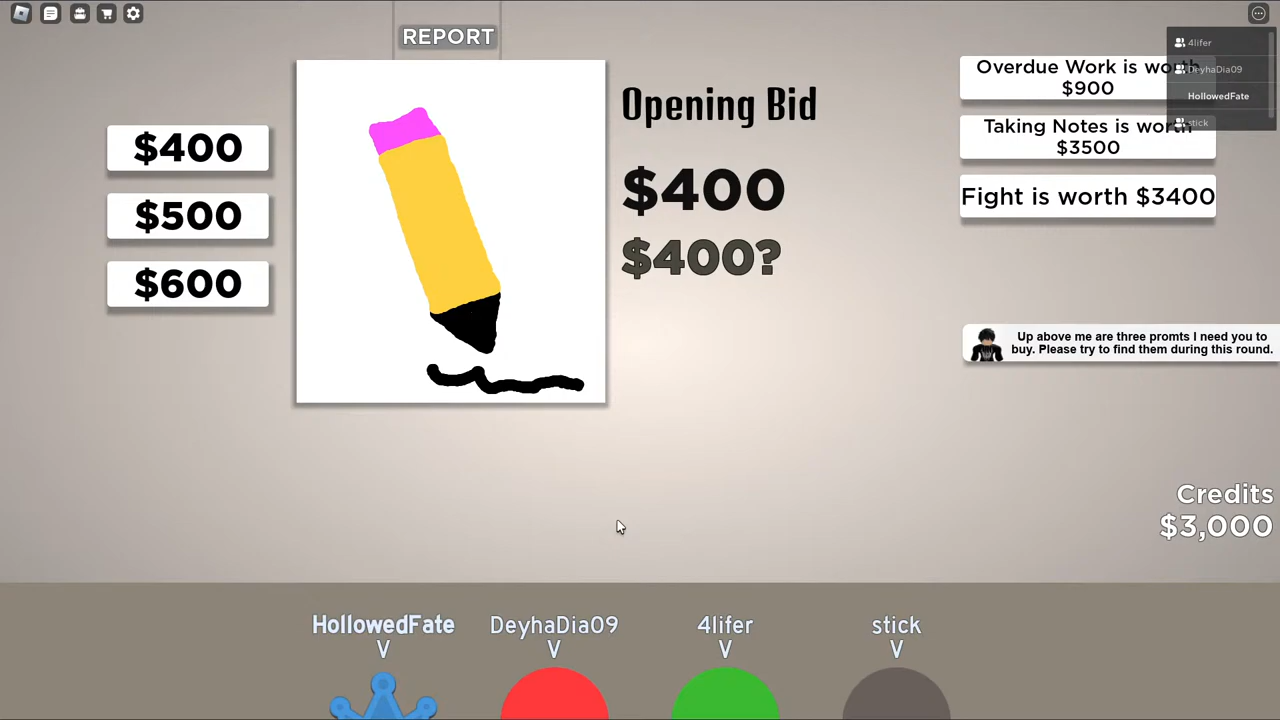 REPORT
$400
$500
$600
Opening Bid
$400
$400?
Overdue Work is worth
$900
Taking Notes is worth
$3500
Fight is worth $3400
4lifer
DeyhaDia09
HollowedFate
stick
Up above me are three promts I need you to
buy. Please try to find them during this round.
Credits
$3,000
HollowedFate
V
DeyhaDia09
V
4lifer
V
stick
V